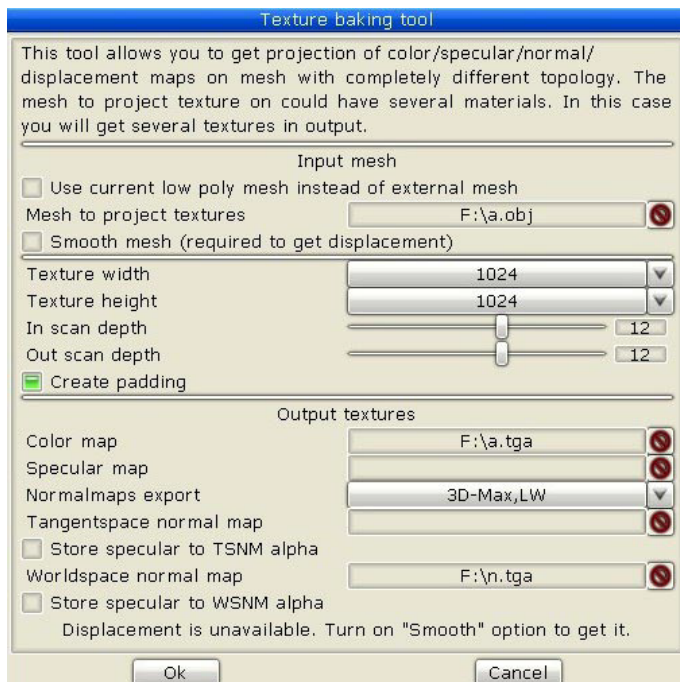 Texture baking tool
This tool allows you to get projection of color/specular/normal/
displacement maps on mesh with completely different topology. The
mesh to project texture on could have several materials. In this case
you will get several textures in output.
Input mesh
Use current low poly mesh instead of external mesh
Mesh to project textures F:\a.obj
Smooth mesh (required to get displacement)
Texture width 1024
Texture height 1024
In scan depth 12
Out scan depth 12
Create padding
Output textures
Color map F:\a.tga
Specular map
Normalmaps export 3D-Max,LW
Tangentspace normal map
Store specular to TSNM alpha
Worldspace normal map F:\n.tga
Store specular to WSNM alpha
Displacement is unavailable. Turn on "Smooth" option to get it.
Ok Cancel